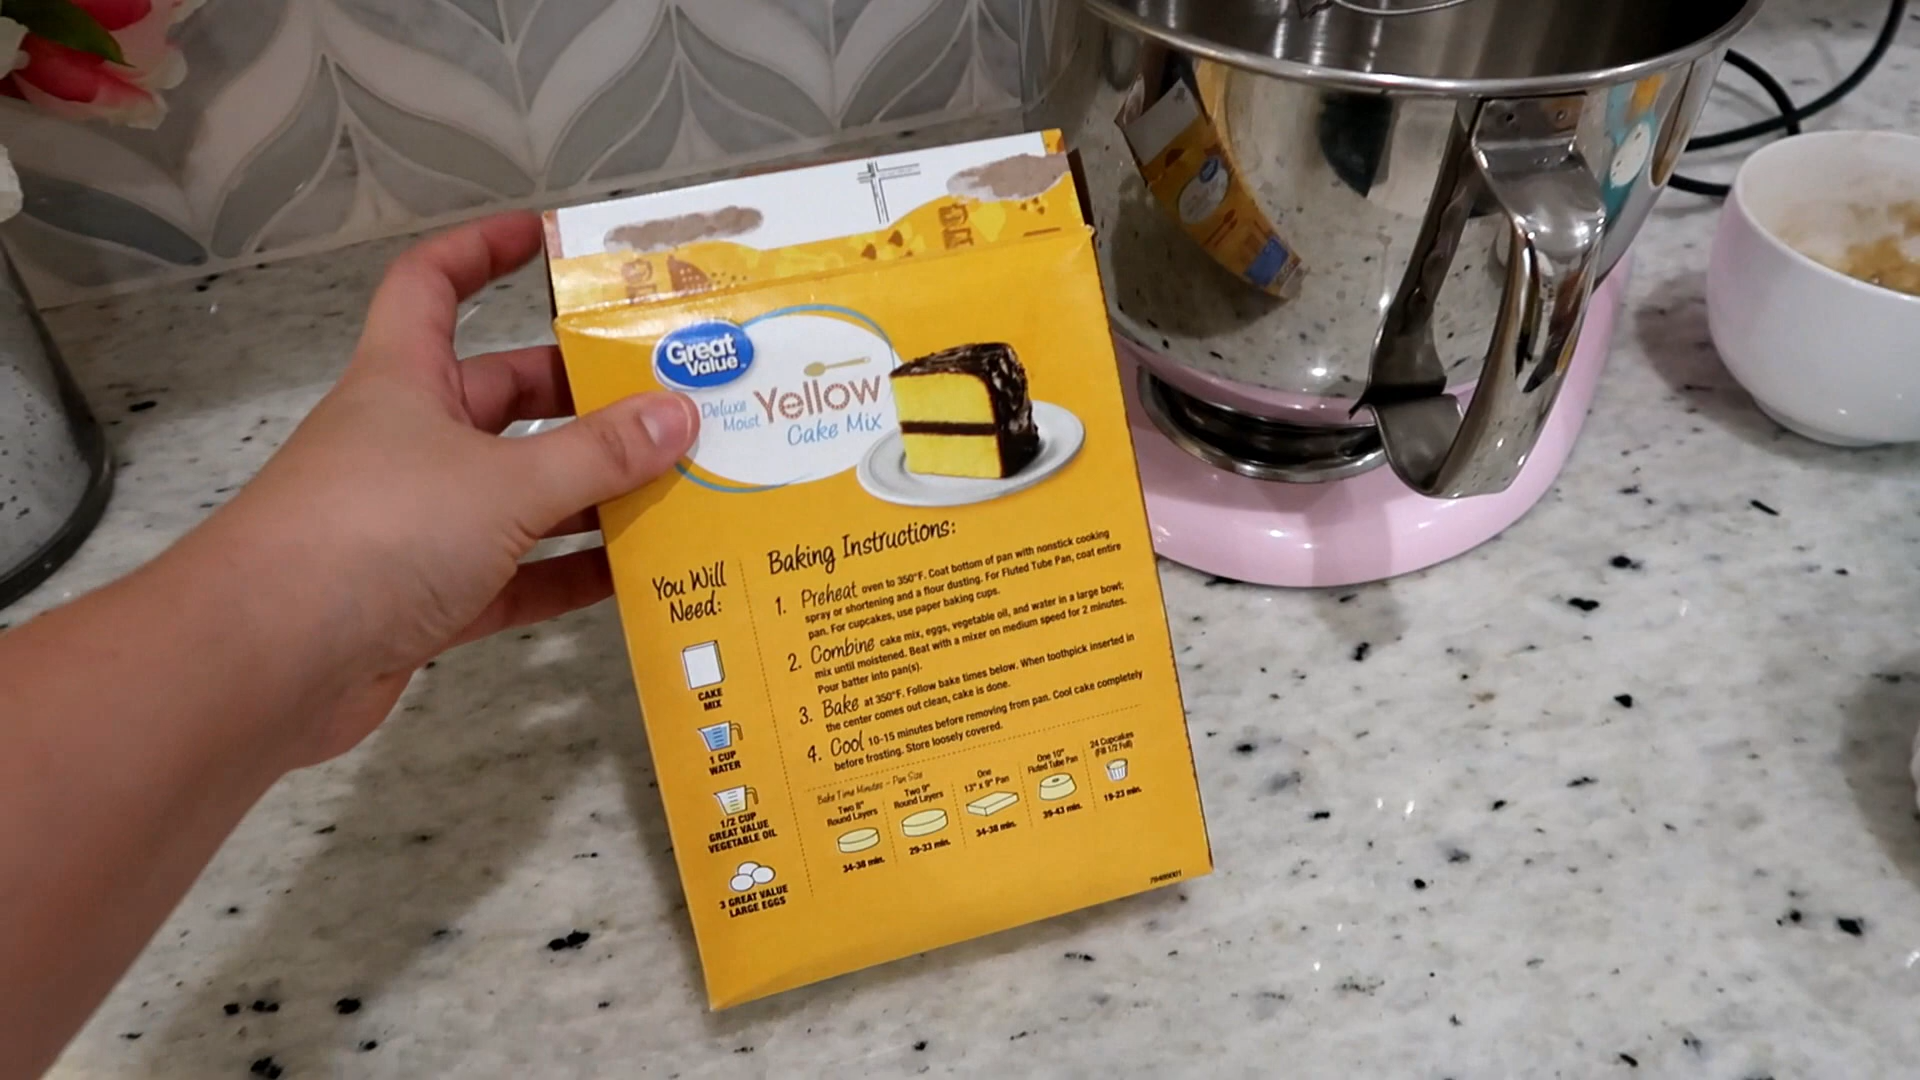 Great
Value
Deluxe
Moist
Yellow
Cake Mix
You Will
Need:
CAKE
MIX
1 CUP
WATER
1/2 CUP
GREAT VALUE
VEGETABLE OIL
3 GREAT VALUE
LARGE EGGS
Baking Instructions:
1. Preheat oven to 350°F. Coat bottom of pan with nonstick cooking
spray or shortening and a flour dusting. For Fluted Tube Pan, coat entire
pan. For cupcakes, use paper baking cups.
2. Combine cake mix, eggs, vegetable oil, and water in a large bowl;
mix until moistened. Beat with a mixer on medium speed for 2 minutes.
Pour batter into pan(s).
3. Bake at 350°F. Follow bake times below. When toothpick inserted in
the center comes out clean, cake is done.
4. Cool 10-15 minutes before removing from pan. Cool cake completely
before frosting. Store loosely covered.
Bake Time Minutes - Pan Size
Two 8"
Round Layers
34-38 min.
Two 9"
Round Layers
29-33 min.
One
13" x 9" Pan
34-38 min.
One 10"
Fluted Tube Pan
39-43 min.
24 Cupcakes
(Fill 1/2 Full)
19-23 min.